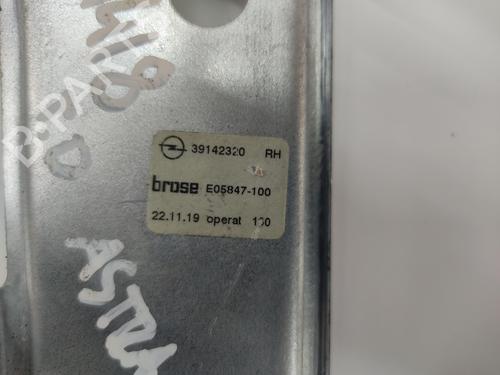 B-PARTS
39142320 RH
brose E05847-100
22.11.19 operat 100
ASTRA